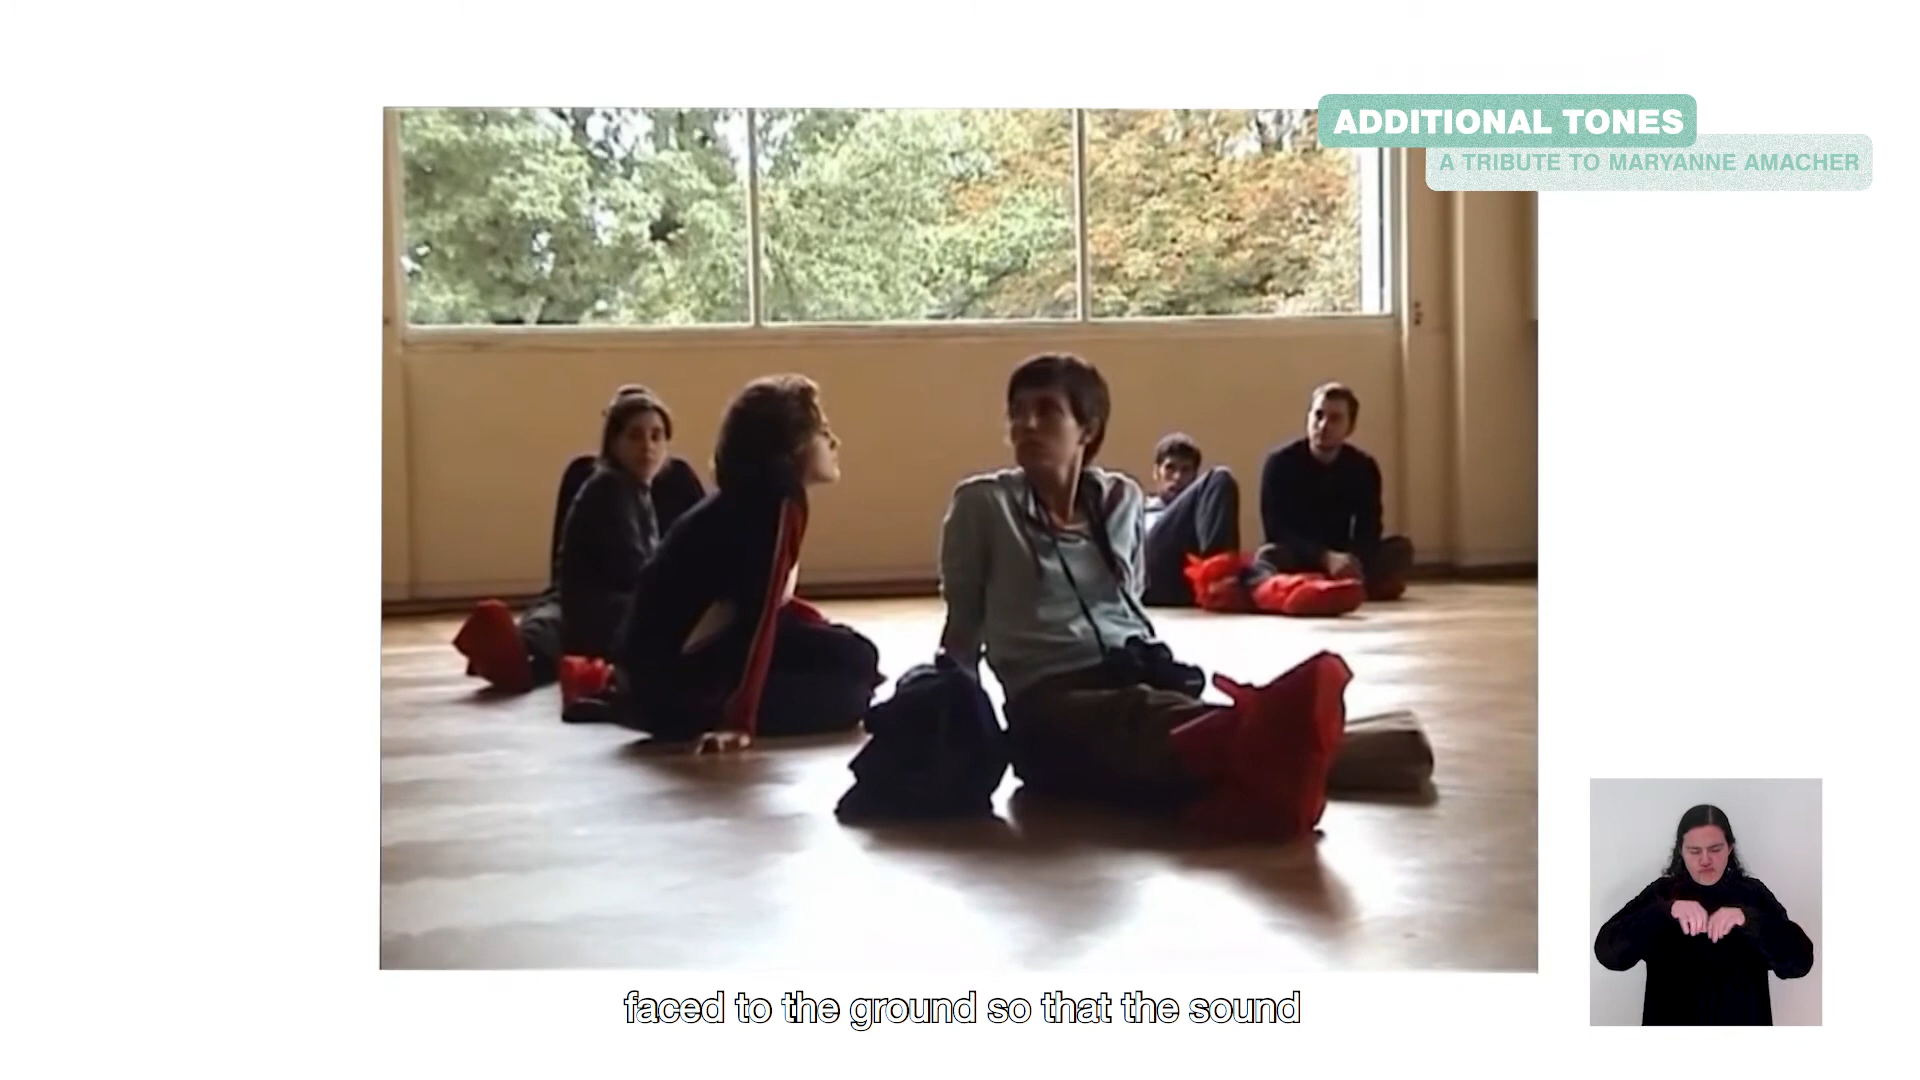 ADDITIONAL TONES
A TRIBUTE TO MARYANNE AMACHER
faced to the ground so that the sound